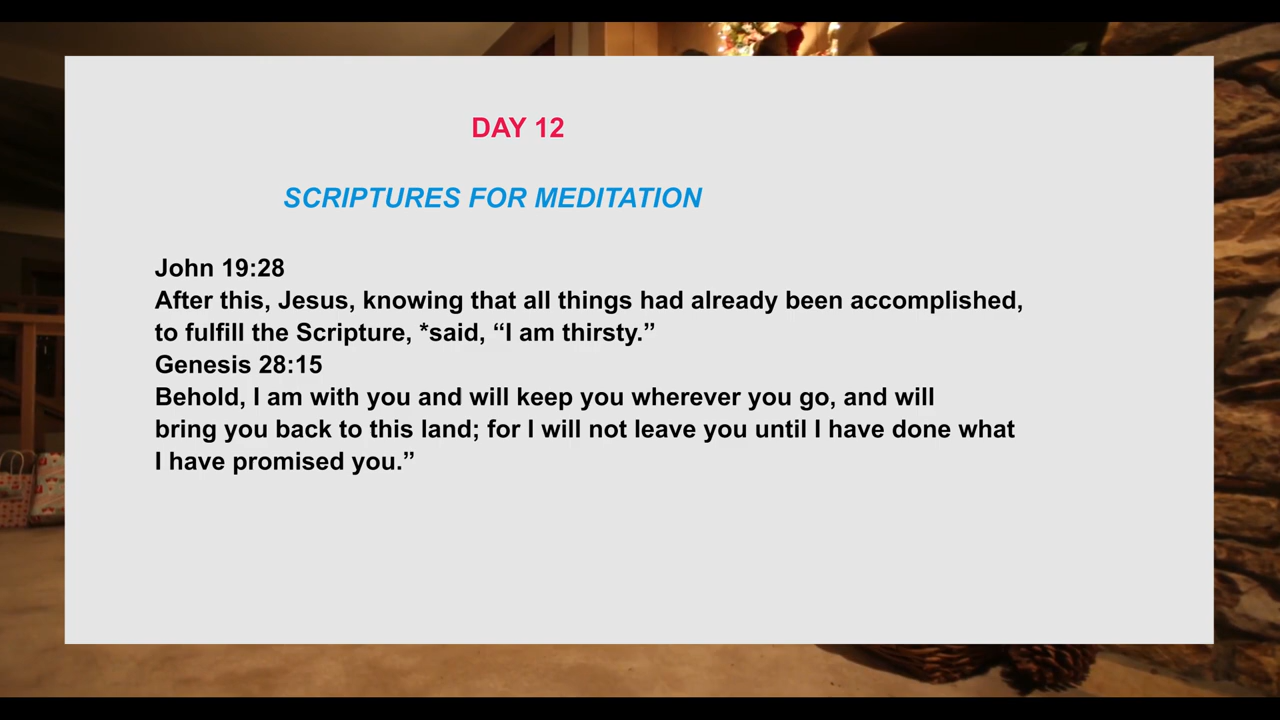 DAY 12
SCRIPTURES FOR MEDITATION
John 19:28
After this, Jesus, knowing that all things had already been accomplished,
to fulfill the Scripture, *said, “I am thirsty.”
Genesis 28:15
Behold, I am with you and will keep you wherever you go, and will
bring you back to this land; for I will not leave you until I have done what
I have promised you.”